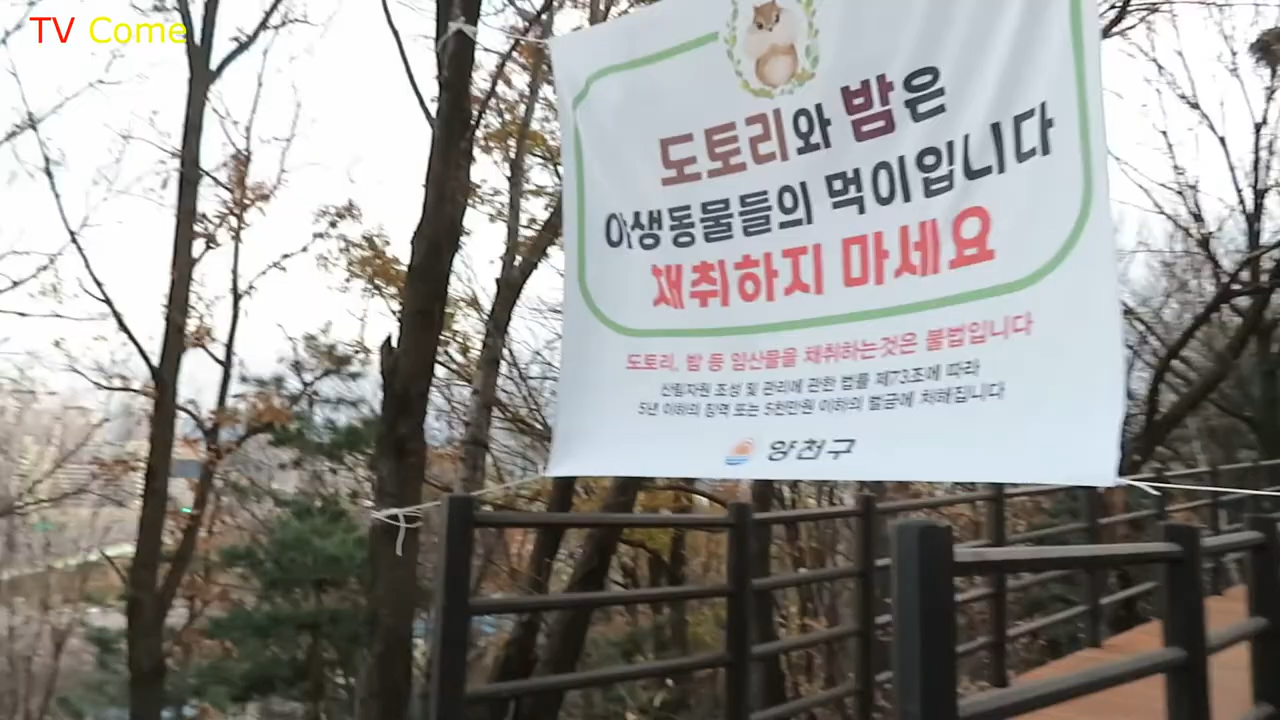 TV Come
도토리와 밤은
야생동물들의 먹이입니다
채취하지 마세요
도토리, 밤 등 임산물을 채취하는것은 불법입니다
산림자원 조성 및 관리에 관한 법률 제73조에 따라
5년 이하의 징역 또는 5천만원 이하의 벌금에 처해집니다
양천구